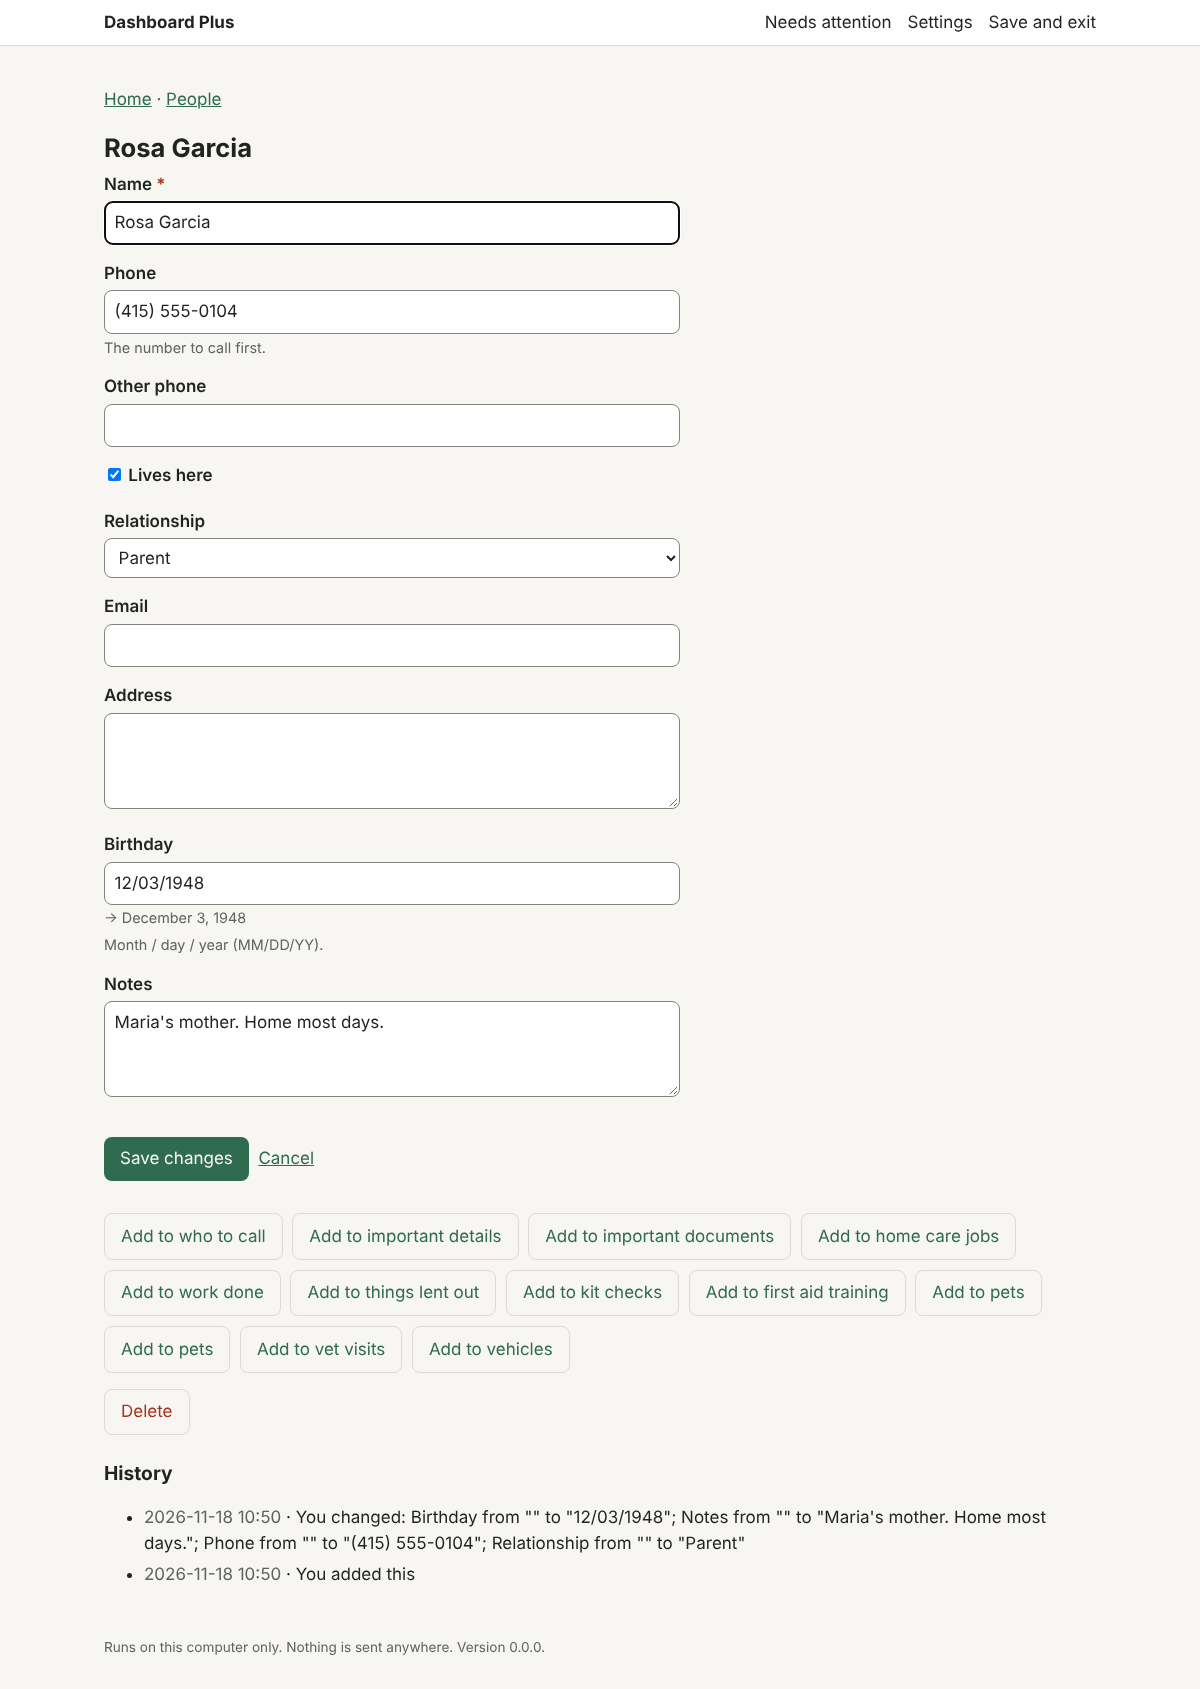 Dashboard Plus
Needs attention Settings Save and exit
Home · People
Rosa Garcia
Name *
Rosa Garcia
Phone
(415) 555-0104
The number to call first.
Other phone
Lives here
Relationship
Parent
Email
Address
Birthday
12/03/1948
→ December 3, 1948
Month / day / year (MM/DD/YY).
Notes
Maria's mother. Home most days.
Save changes Cancel
Add to who to call Add to important details Add to important documents Add to home care jobs
Add to work done Add to things lent out Add to kit checks Add to first aid training Add to pets
Add to pets Add to vet visits Add to vehicles
Delete
History
2026-11-18 10:50 · You changed: Birthday from "" to "12/03/1948"; Notes from "" to "Maria's mother. Home most
days."; Phone from "" to "(415) 555-0104"; Relationship from "" to "Parent"
2026-11-18 10:50 · You added this
Runs on this computer only. Nothing is sent anywhere. Version 0.0.0.